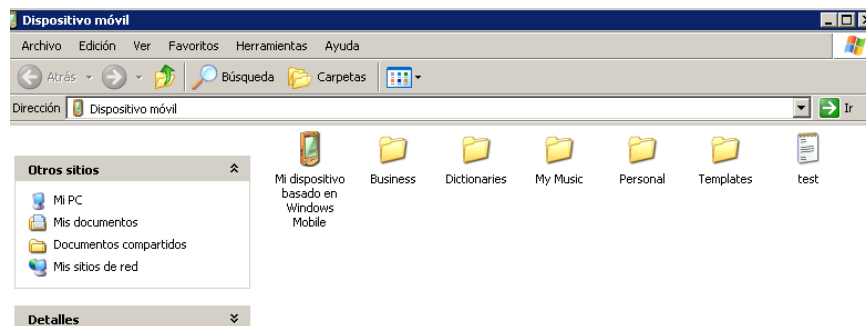 Dispositivo móvil
Archivo Edición Ver Favoritos Herramientas Ayuda
Atrás Búsqueda Carpetas
Dirección Dispositivo móvil Ir
Otros sitios
Mi PC
Mis documentos
Documentos compartidos
Mis sitios de red
Detalles
Mi dispositivo
basado en
Windows
Mobile
Business
Dictionaries
My Music
Personal
Templates
test